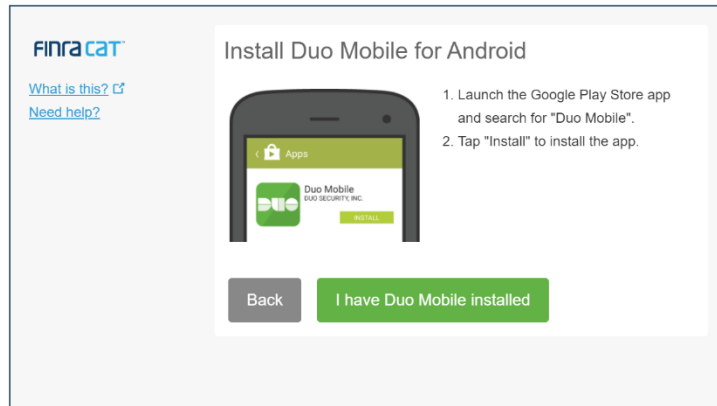 FINRA CAT
What is this?
Need help?
Install Duo Mobile for Android
1. Launch the Google Play Store app
and search for "Duo Mobile".
2. Tap "Install" to install the app.
Apps
Duo Mobile
DUO SECURITY, INC.
INSTALL
DUO
Back
I have Duo Mobile installed